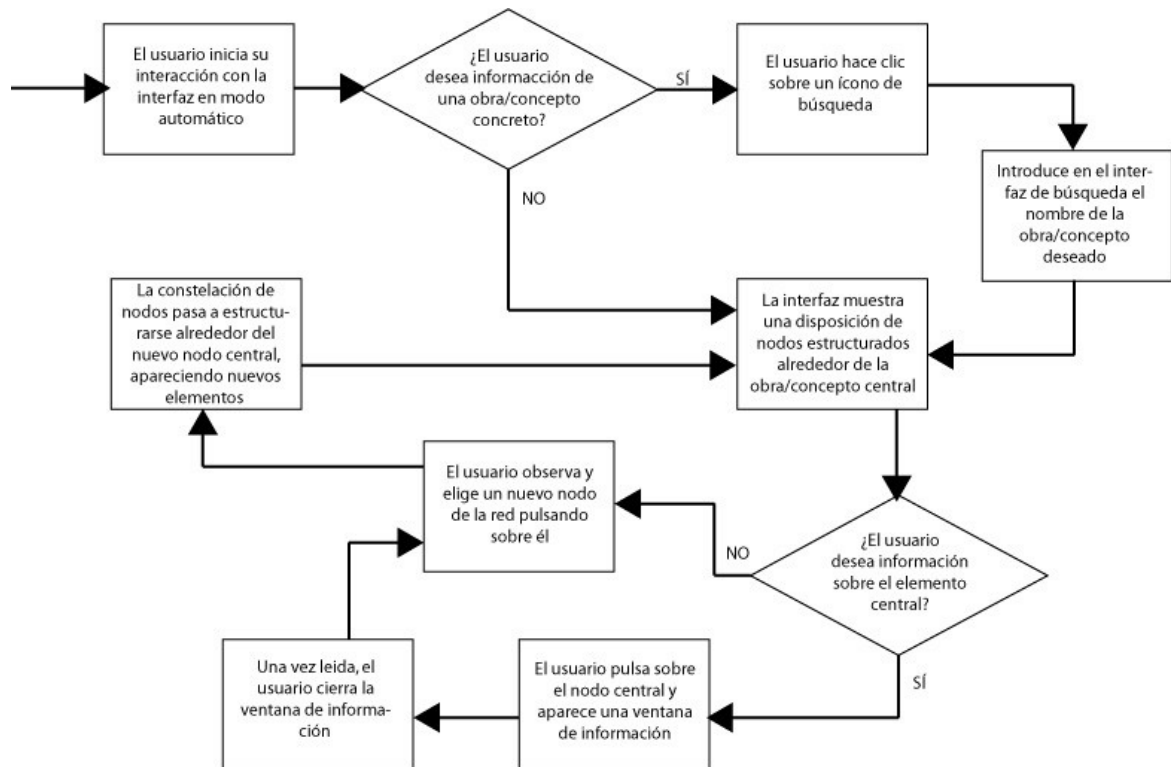 El usuario inicia su
interacción con la
interfaz en modo
automático
¿El usuario
desea informacción de
una obra/concepto
concreto?
SÍ
El usuario hace clic
sobre un ícono de
búsqueda
NO
Introduce en el inter-
faz de búsqueda el
nombre de la
obra/concepto
deseado
La constelación de
nodos pasa a estructu-
rarse alrededor del
nuevo nodo central,
apareciendo nuevos
elementos
La interfaz muestra
una disposición de
nodos estructurados
alrededor de la
obra/concepto central
El usuario observa y
elige un nuevo nodo
de la red pulsando
sobre él
NO
¿El usuario
desea información
sobre el elemento
central?
SÍ
El usuario pulsa sobre
el nodo central y
aparece una ventana
de información
Una vez leida, el
usuario cierra la
ventana de informa-
ción